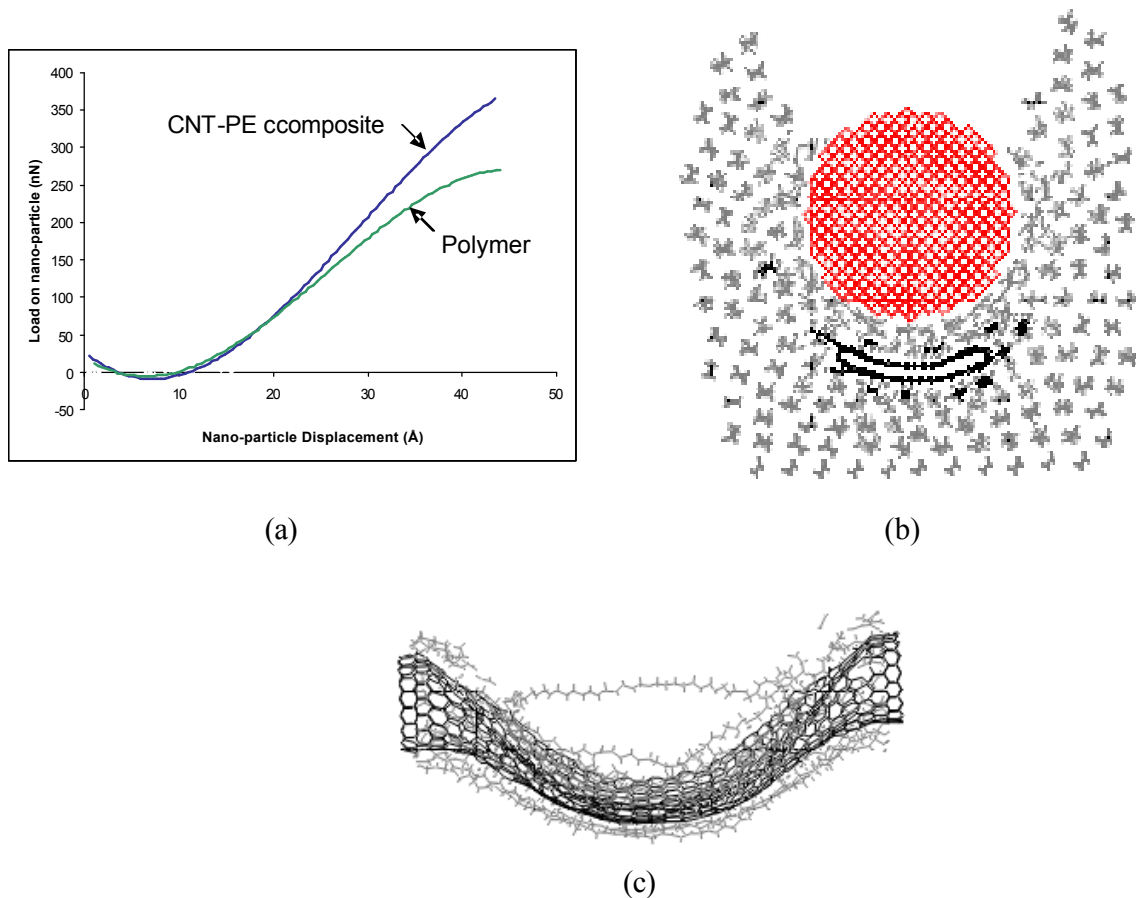 400
350
300
250
200
150
100
50
0
-50
Load on nano-particle (nN)
CNT-PE ccomposite
Polymer
0 10 20 30 40 50
Nano-particle Displacement (Å)
(a)
(b)
(c)